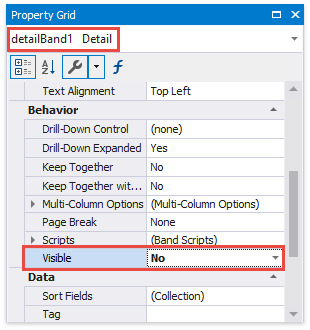 Property Grid
detailBand1 Detail
Text Alignment Top Left
Behavior
Drill-Down Control (none)
Drill-Down Expanded Yes
Keep Together No
Keep Together wit... No
Multi-Column Options (Multi-Column Options)
Page Break None
Scripts (Band Scripts)
Visible No
Data
Sort Fields (Collection)
Tag